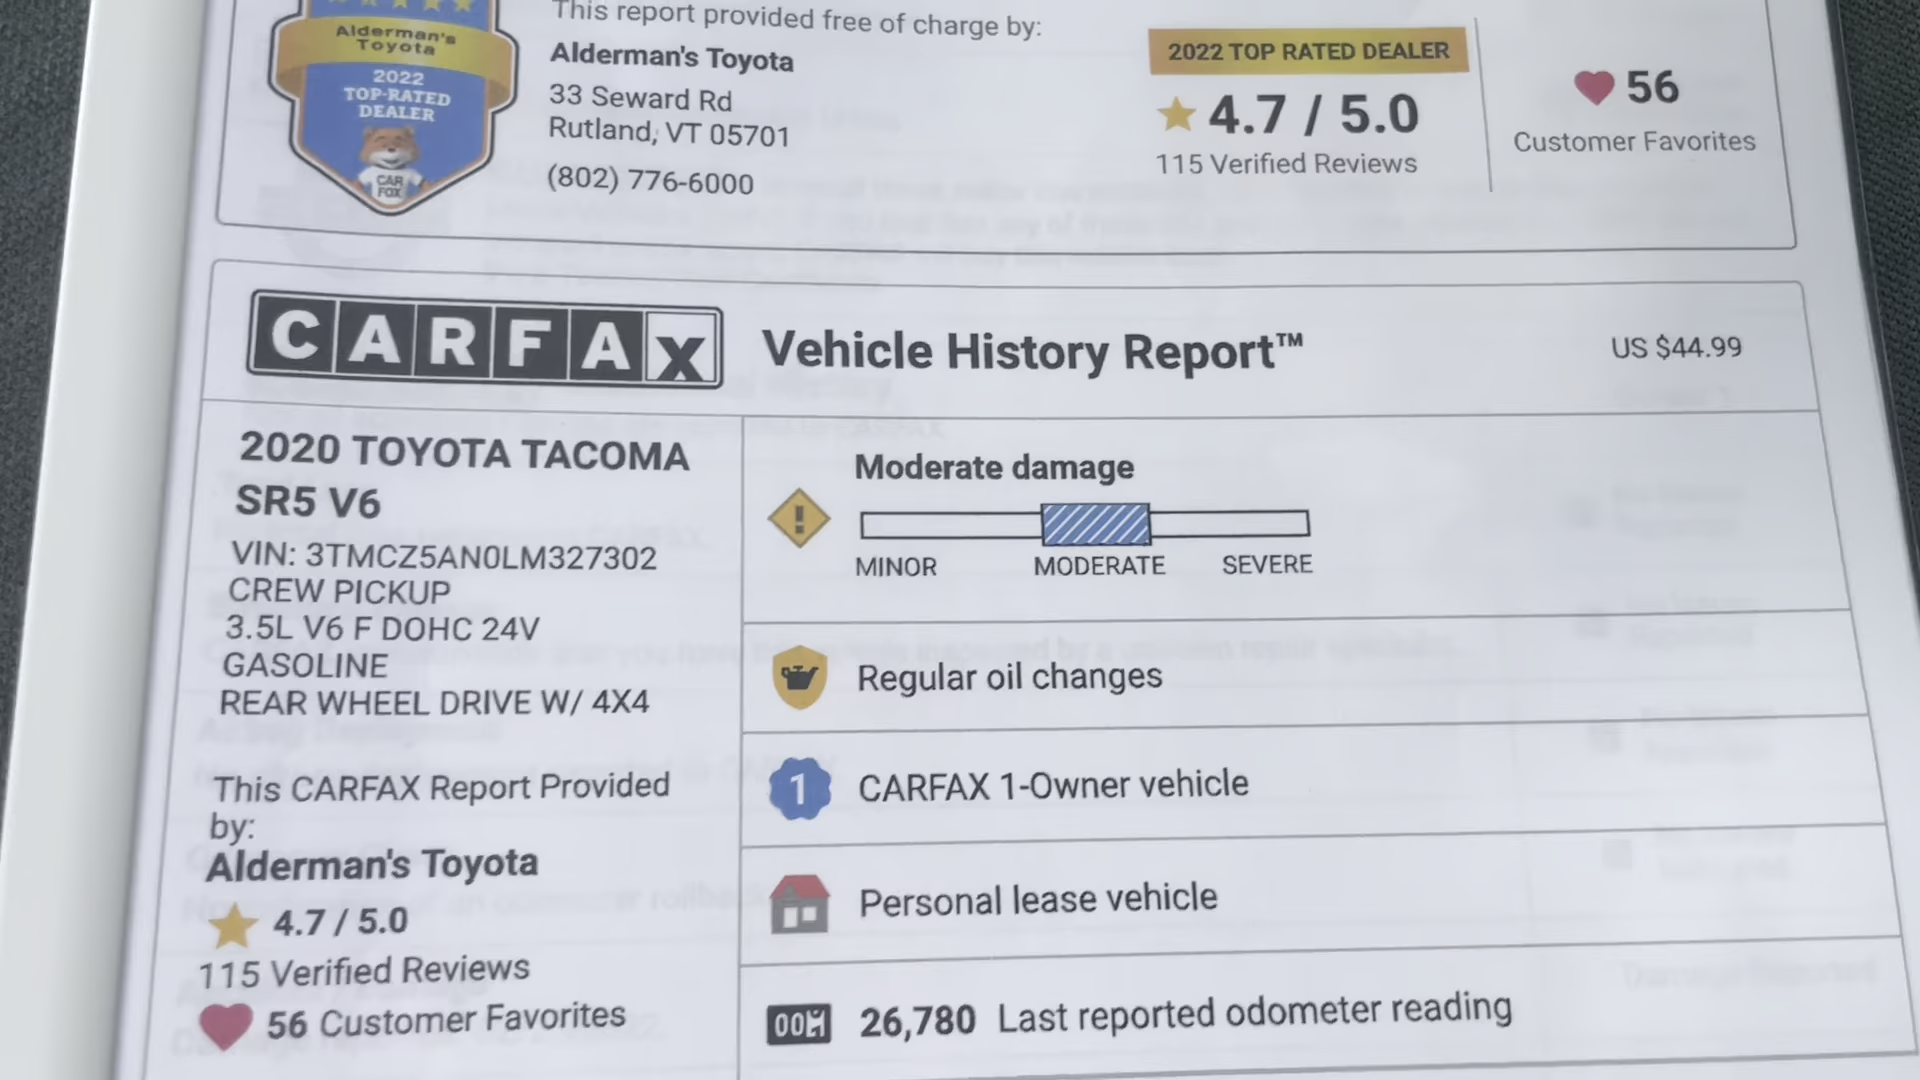 Alderman's
Toyota
2022
TOP-RATED
DEALER
CAR
FOX
This report provided free of charge by:
Alderman's Toyota
33 Seward Rd
Rutland, VT 05701
(802) 776-6000
2022 TOP RATED DEALER
4.7 / 5.0
115 Verified Reviews
56
Customer Favorites
CARFAX Vehicle History Report™
US $44.99
2020 TOYOTA TACOMA
SR5 V6
VIN: 3TMCZ5AN0LM327302
CREW PICKUP
3.5L V6 F DOHC 24V
GASOLINE
REAR WHEEL DRIVE W/ 4X4
This CARFAX Report Provided
by:
Alderman's Toyota
4.7 / 5.0
115 Verified Reviews
56 Customer Favorites
Moderate damage
MINOR MODERATE SEVERE
Regular oil changes
1 CARFAX 1-Owner vehicle
Personal lease vehicle
26,780 Last reported odometer reading